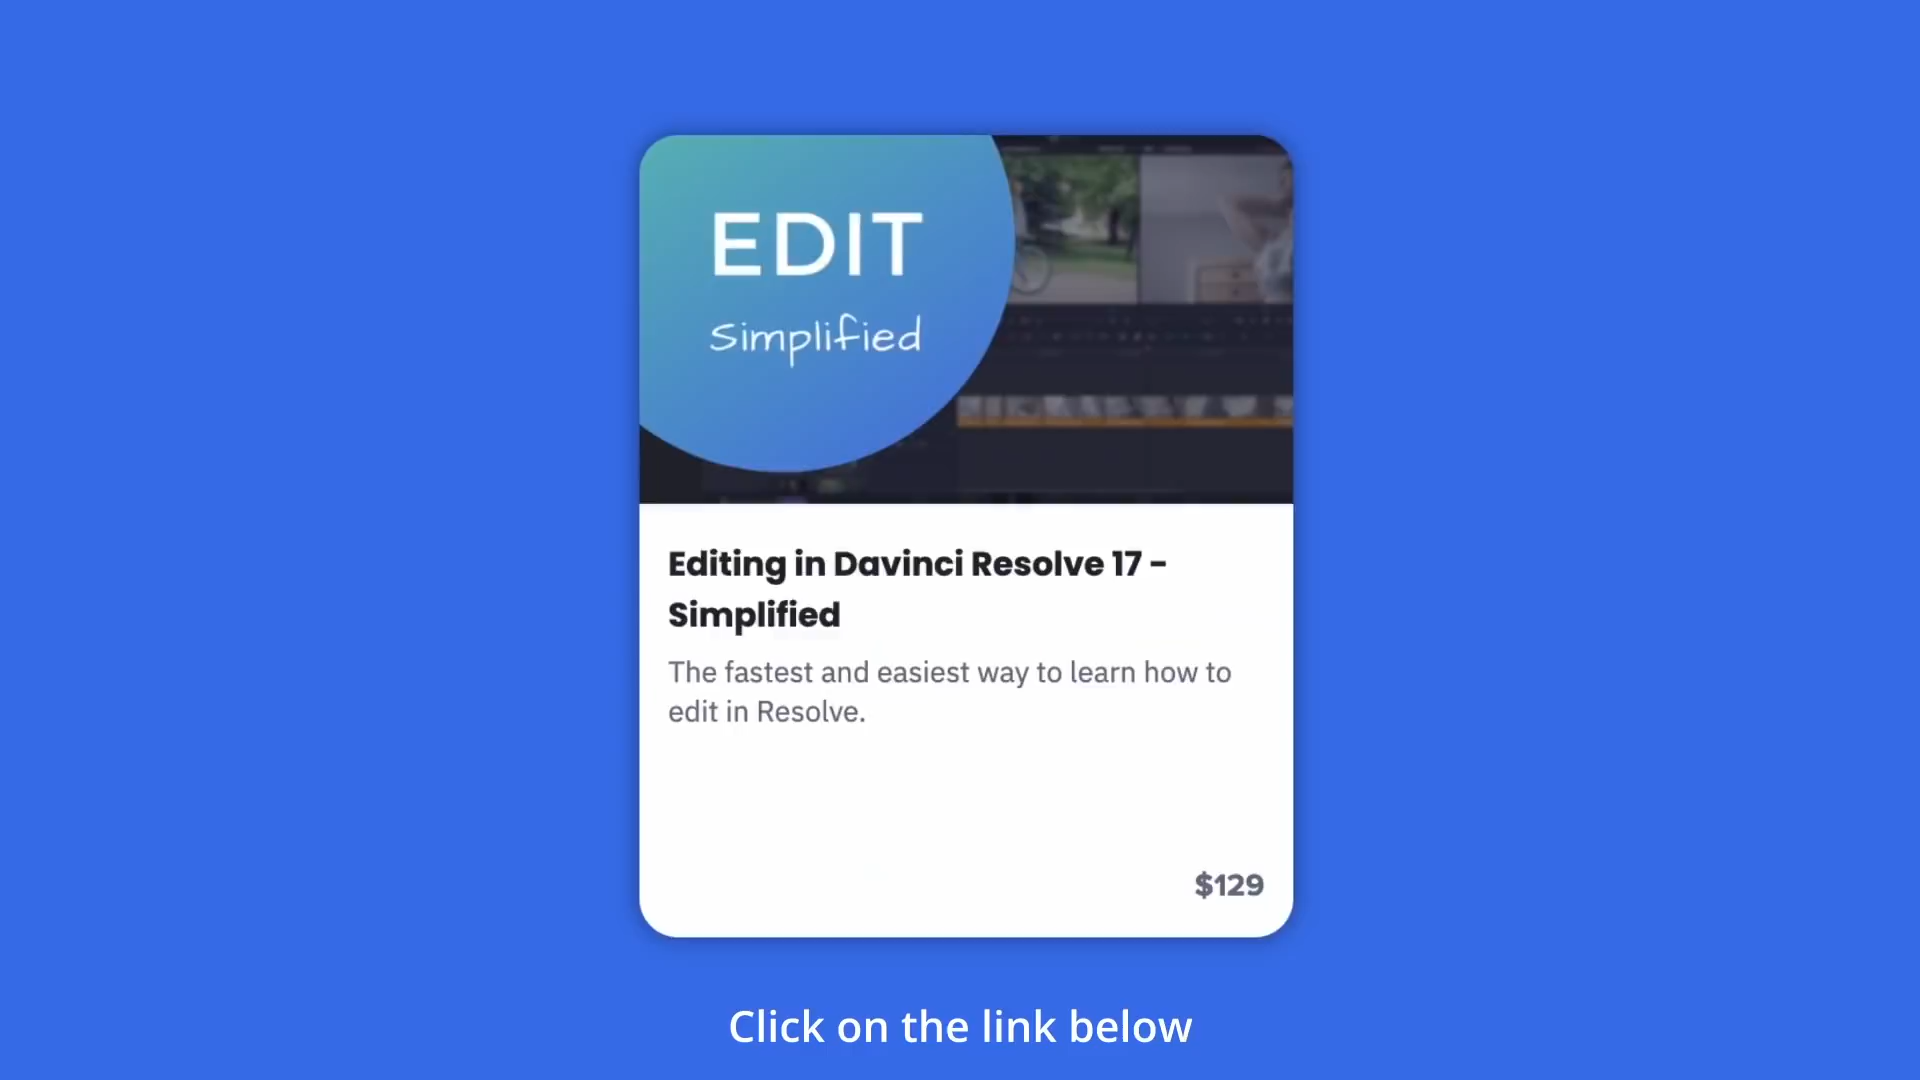 EDIT
Simplified
Editing in Davinci Resolve 17 -
Simplified
The fastest and easiest way to learn how to
edit in Resolve.
$129
Click on the link below